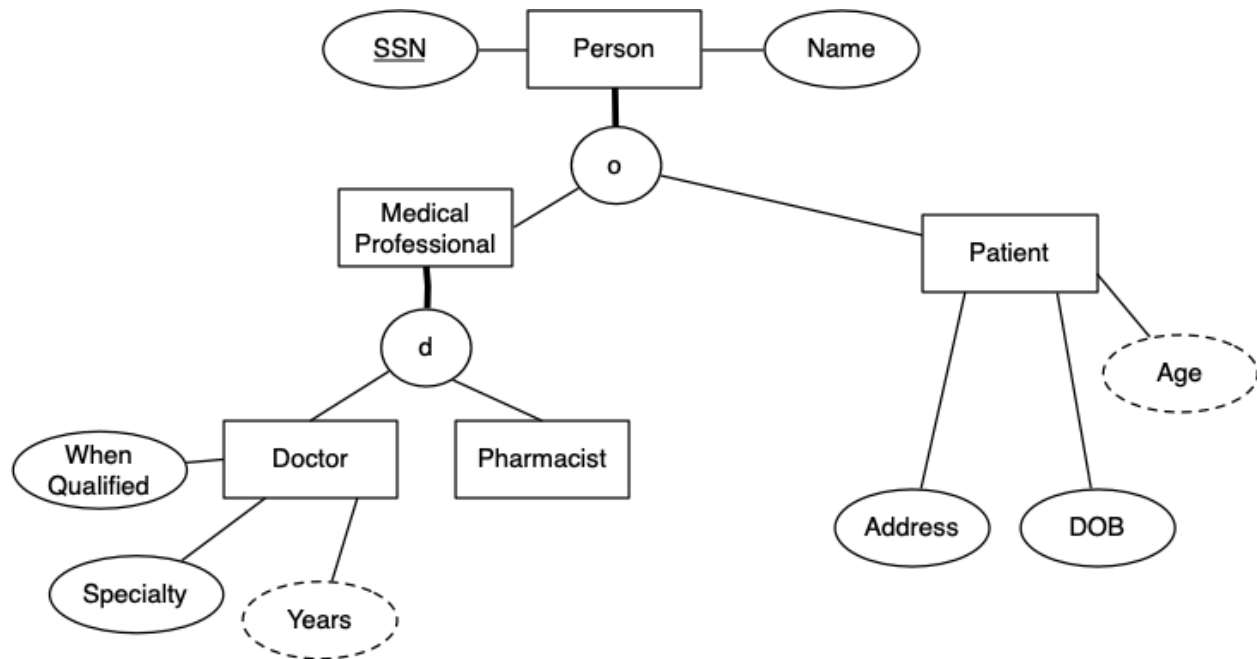 SSN
Person
Name
o
Medical
Professional
Patient
d
Age
When
Qualified
Doctor
Pharmacist
Address
DOB
Specialty
Years